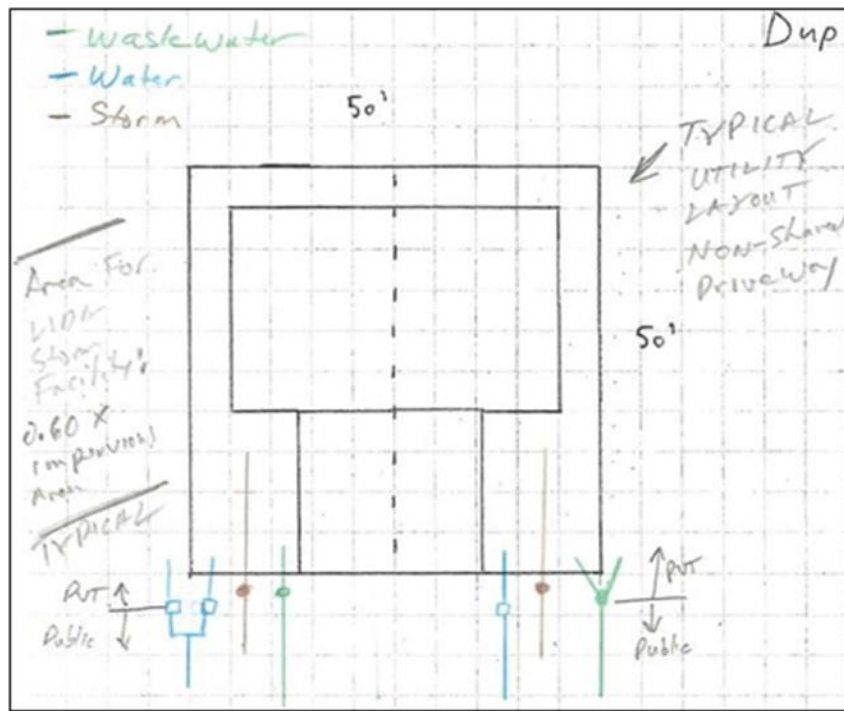 Dup
- Wastewater
- Water
- Storm
50'
TYPICAL
UTILITY
LAYOUT
NON-Shared
Driveway
50'
Area For
LIDA
Storm
Facility's
0.60 x
impervious
Area
TYPICAL
PVT
Public
PVT
Public